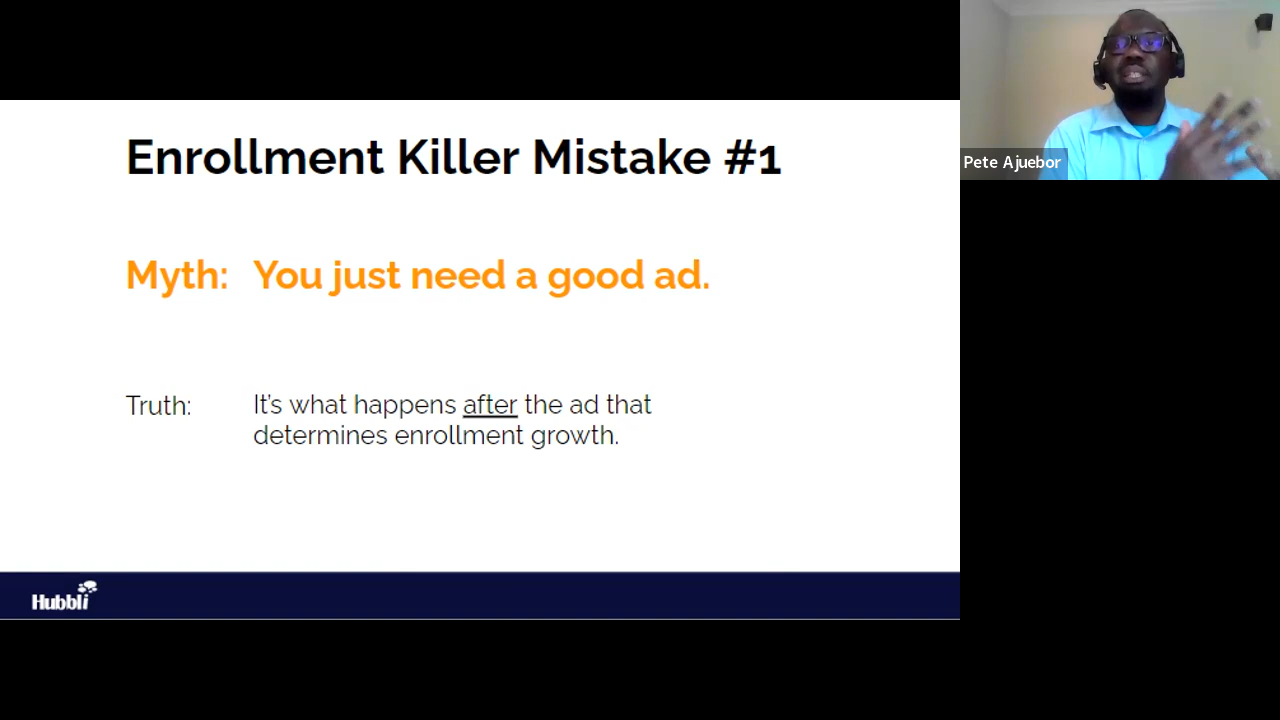 Enrollment Killer Mistake #1
Myth: You just need a good ad.
Truth: It’s what happens after the ad that
determines enrollment growth.
Hubbli
Pete Ajuebor